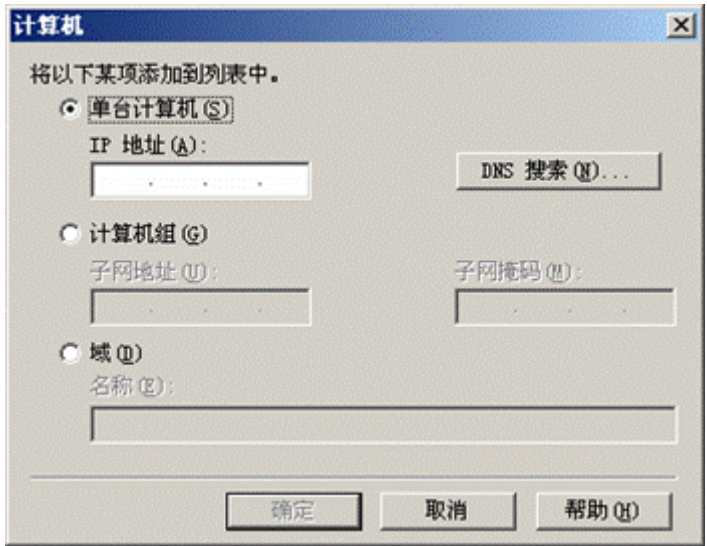 计算机
将以下某项添加到列表中。
单台计算机(S)
IP 地址(A):
DNS 搜索(N)...
计算机组(G)
子网地址(U): 子网掩码(M):
域(D)
名称(E):
确定 取消 帮助(H)